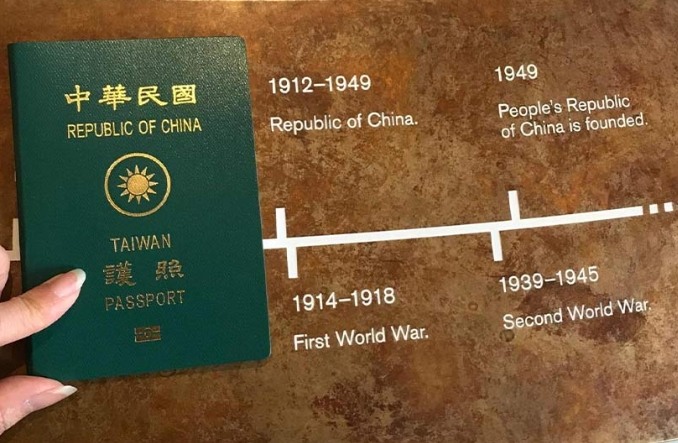 中華民國
REPUBLIC OF CHINA
TAIWAN
護照
PASSPORT
1912–1949
Republic of China.
1949
People's Republic
of China is founded.
1914–1918
First World War.
1939–1945
Second World War.